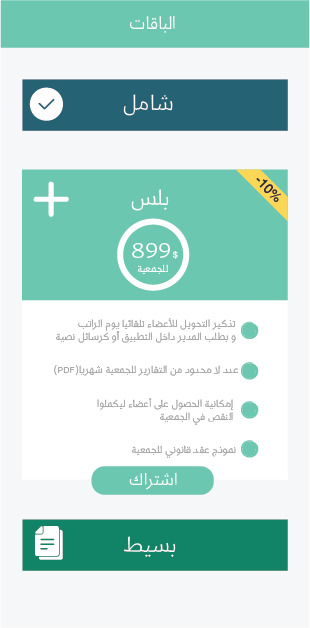 الباقات
شامل
-10%
بلس
899$
للجمعية
تذكير التحويل للأعضاء تلقائيا يوم الراتب
و بطلب المدير داخل التطبيق أو كرسائل نصية
عدد لا محدود من التقارير للجمعية شهريا(PDF)
إمكانية الحصول على أعضاء ليكملوا
النقص في الجمعية
نموذج عقد قانوني للجمعية
اشتراك
بسيط